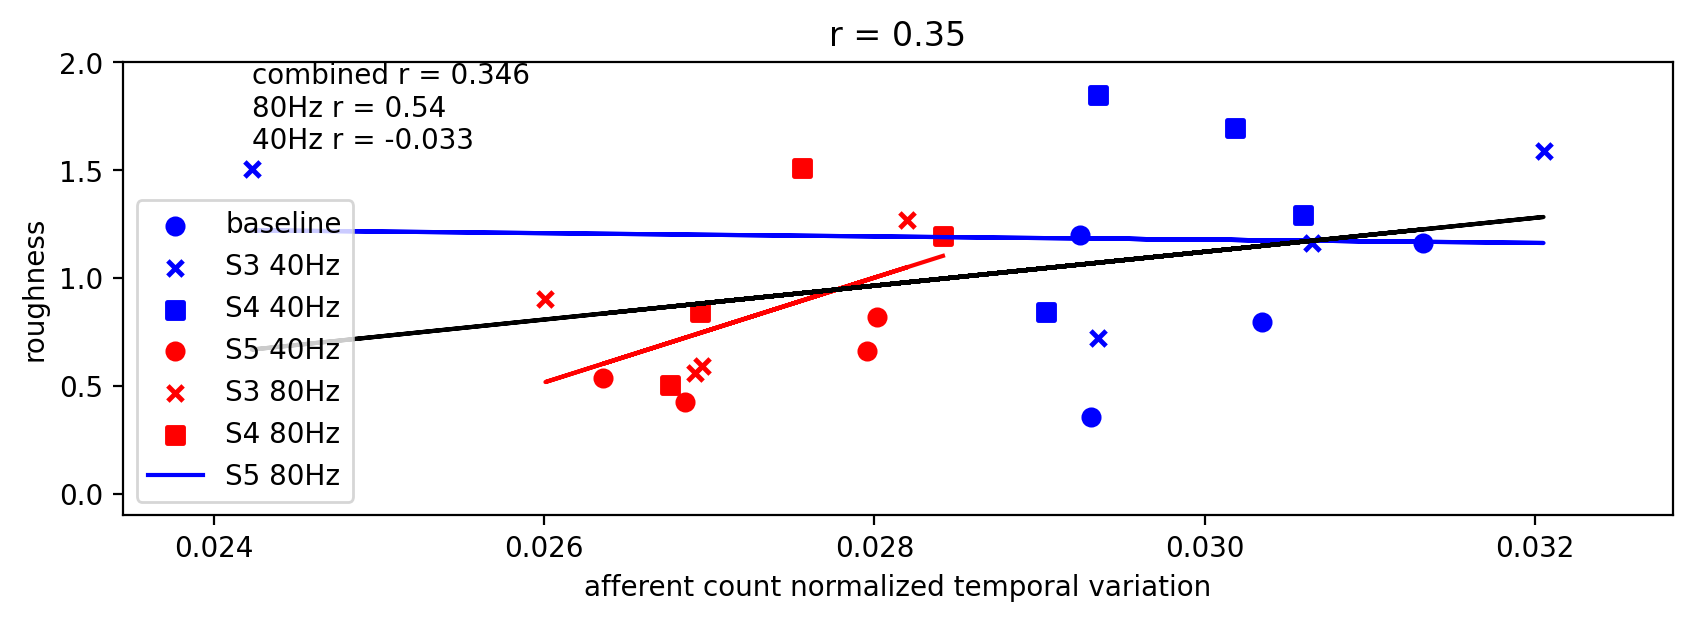 r = 0.35
combined r = 0.346
80Hz r = 0.54
40Hz r = -0.033
2.0
1.5
1.0
0.5
0.0
roughness
baseline
S3 40Hz
S4 40Hz
S5 40Hz
S3 80Hz
S4 80Hz
S5 80Hz
0.024 0.026 0.028 0.030 0.032
afferent count normalized temporal variation